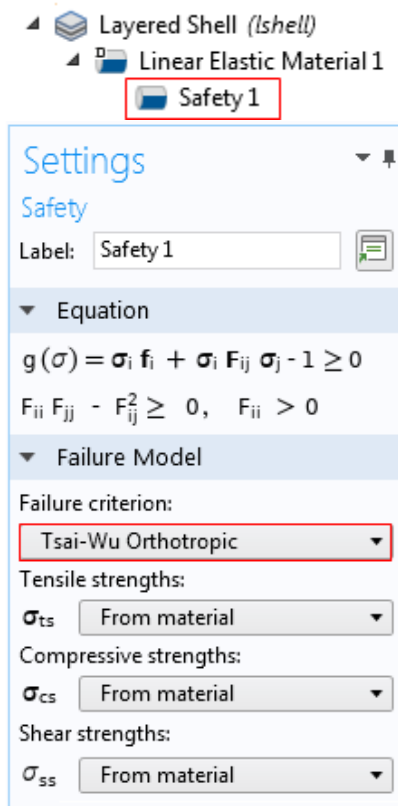 Layered Shell (lshell)
Linear Elastic Material 1
Safety 1
Settings
Safety
Label: Safety 1
Equation
g(σ) = σi fi + σi Fij σj - 1 ≥ 0
Fii Fjj - Fij² ≥ 0, Fii > 0
Failure Model
Failure criterion:
Tsai-Wu Orthotropic
Tensile strengths:
σts From material
Compressive strengths:
σcs From material
Shear strengths:
σss From material